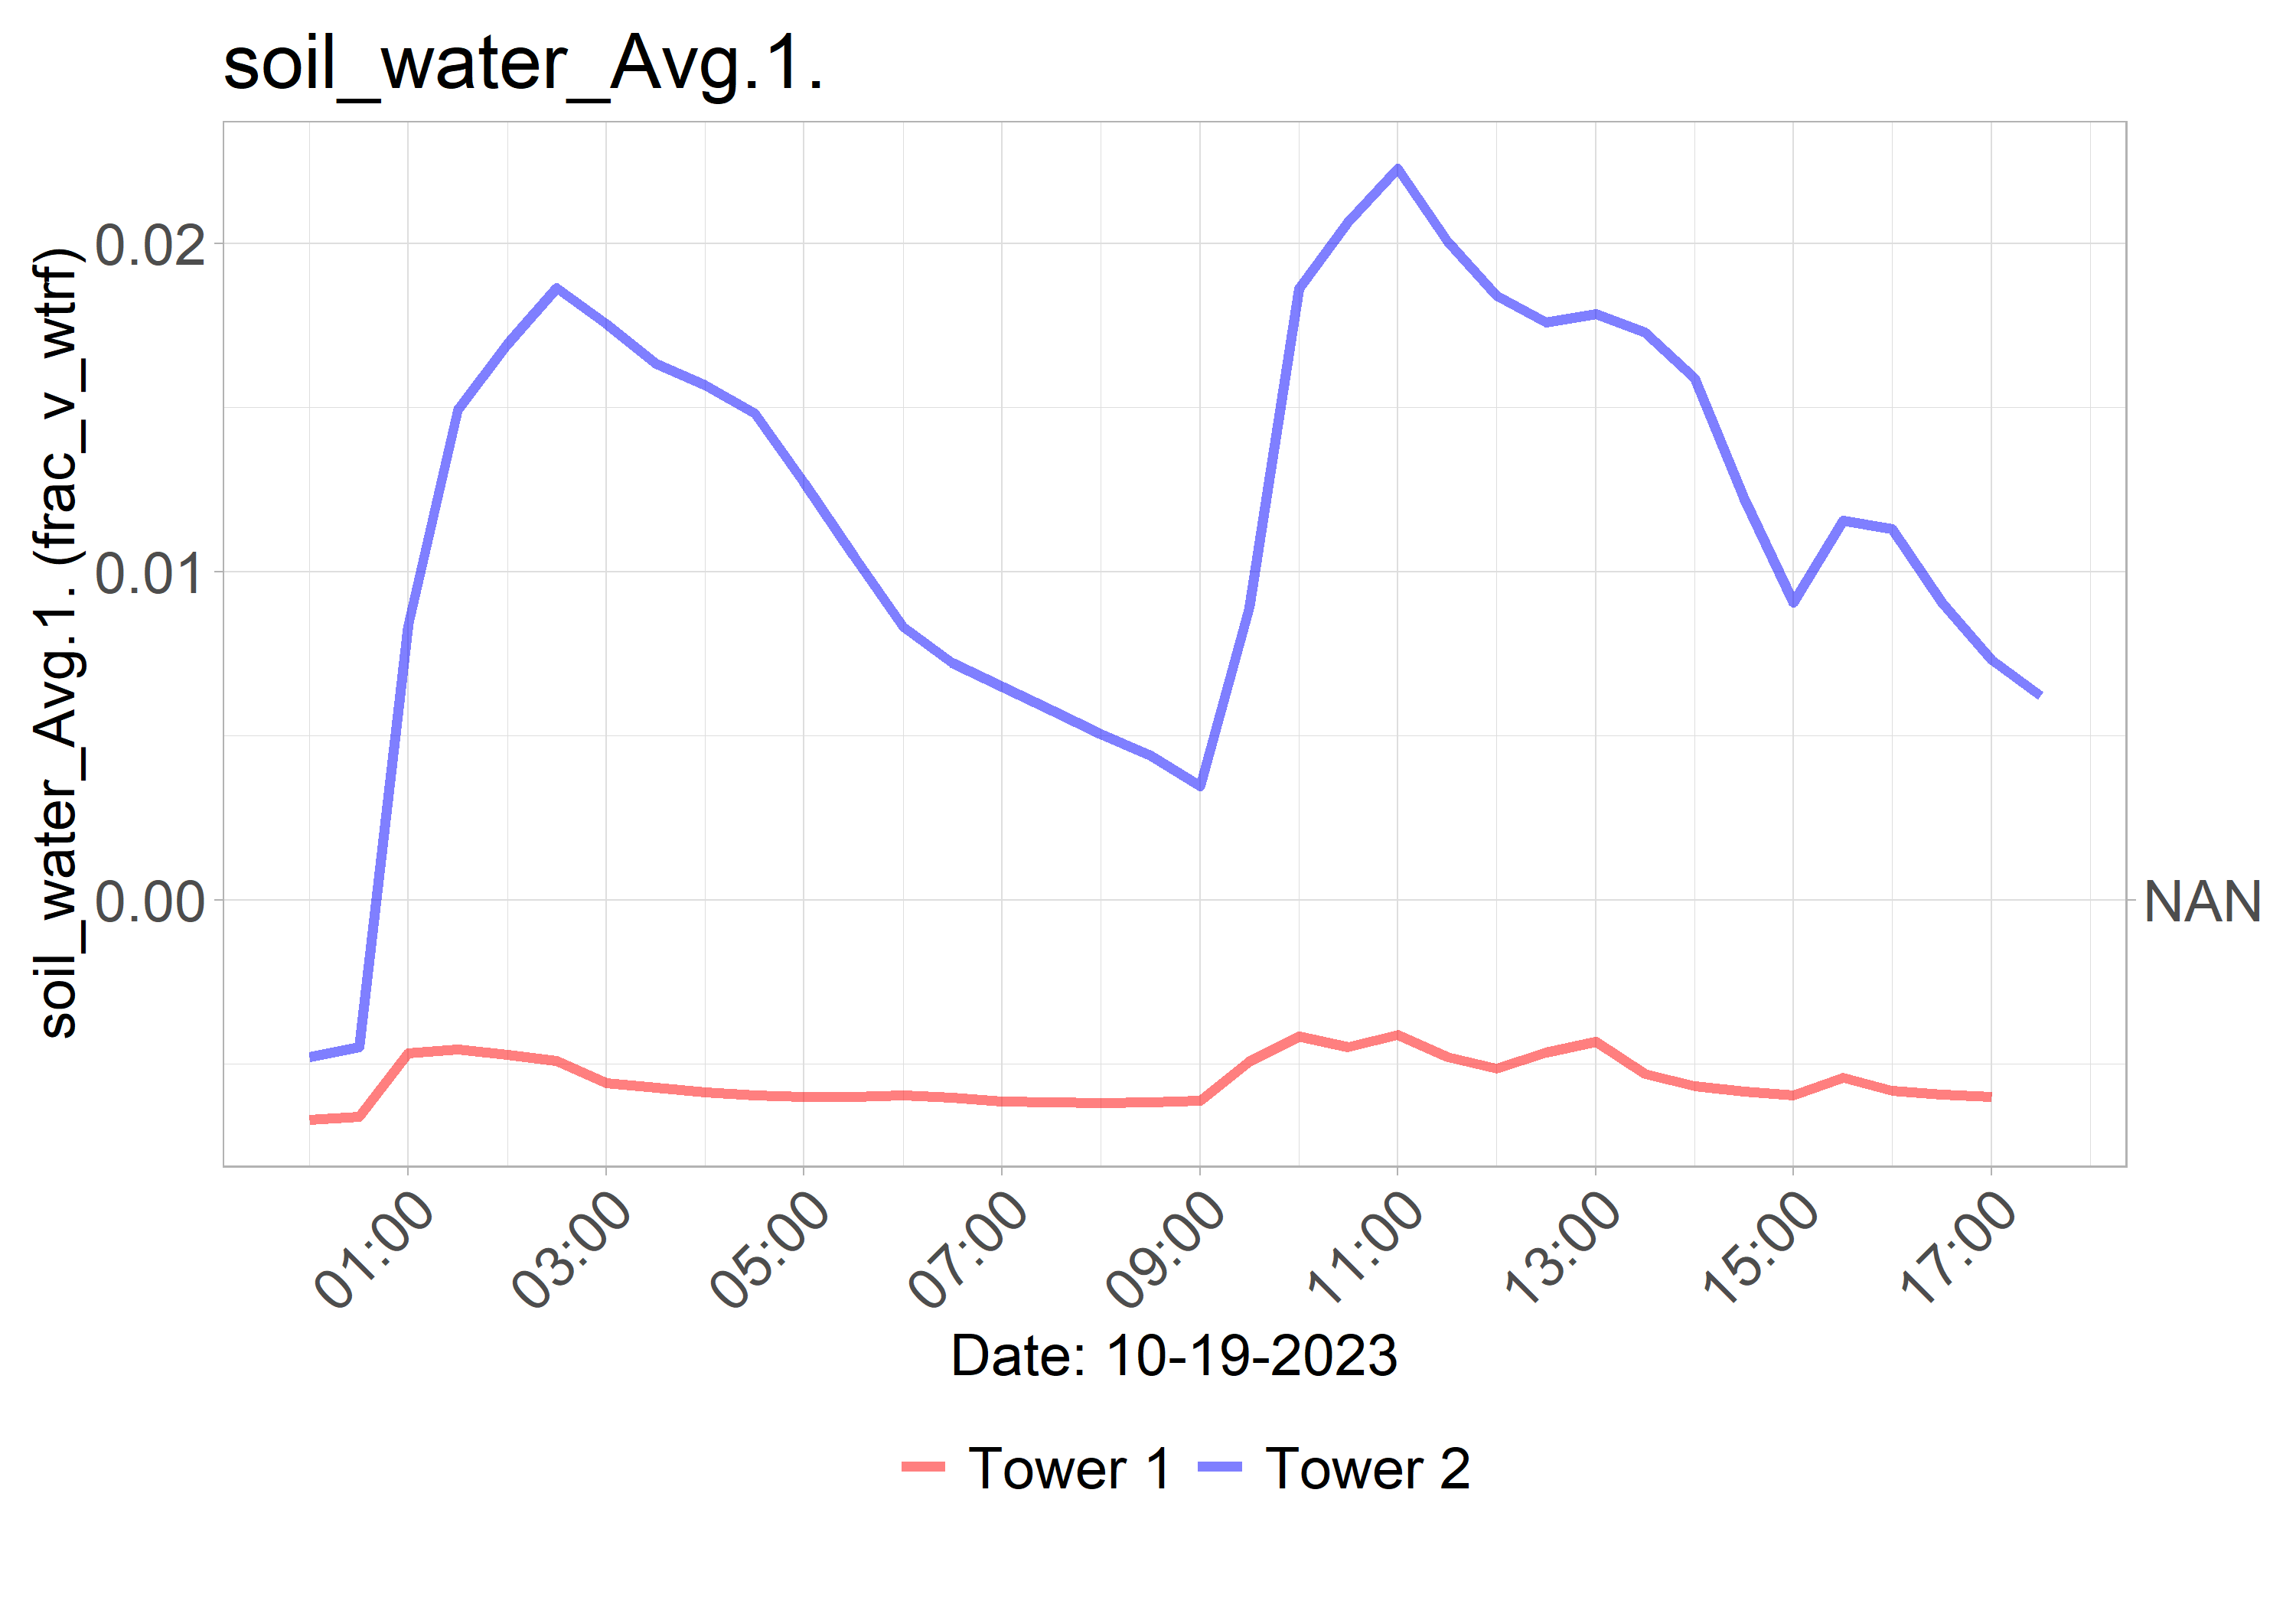 soil_water_Avg.1.
soil_water_Avg.1. (frac_v_wtrf)
0.02
0.01
0.00
NAN
01:00
03:00
05:00
07:00
09:00
11:00
13:00
15:00
17:00
Date: 10-19-2023
Tower 1
Tower 2